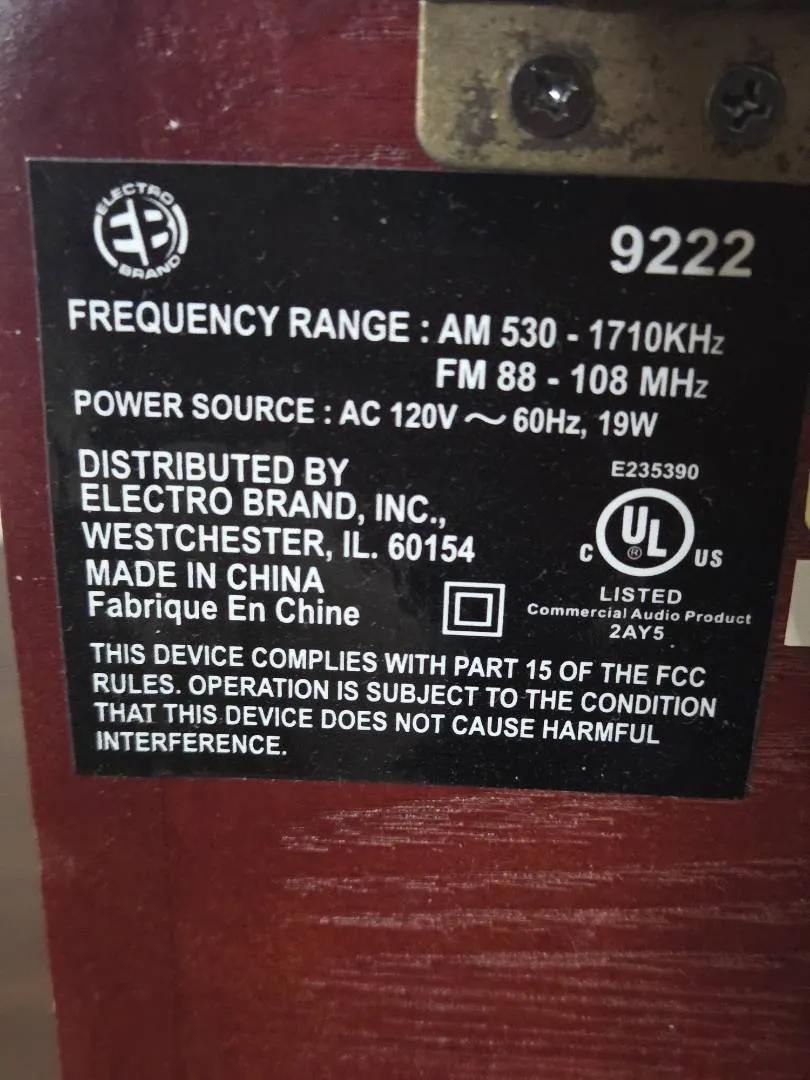 ELECTRO
EB
BRAND
9222
FREQUENCY RANGE : AM 530 - 1710KHz
FM 88 - 108 MHz
POWER SOURCE : AC 120V ~ 60Hz, 19W
DISTRIBUTED BY
ELECTRO BRAND, INC.,
WESTCHESTER, IL. 60154
MADE IN CHINA
Fabrique En Chine
E235390
C UL ® US
LISTED
Commercial Audio Product
2AY5
THIS DEVICE COMPLIES WITH PART 15 OF THE FCC
RULES. OPERATION IS SUBJECT TO THE CONDITION
THAT THIS DEVICE DOES NOT CAUSE HARMFUL
INTERFERENCE.